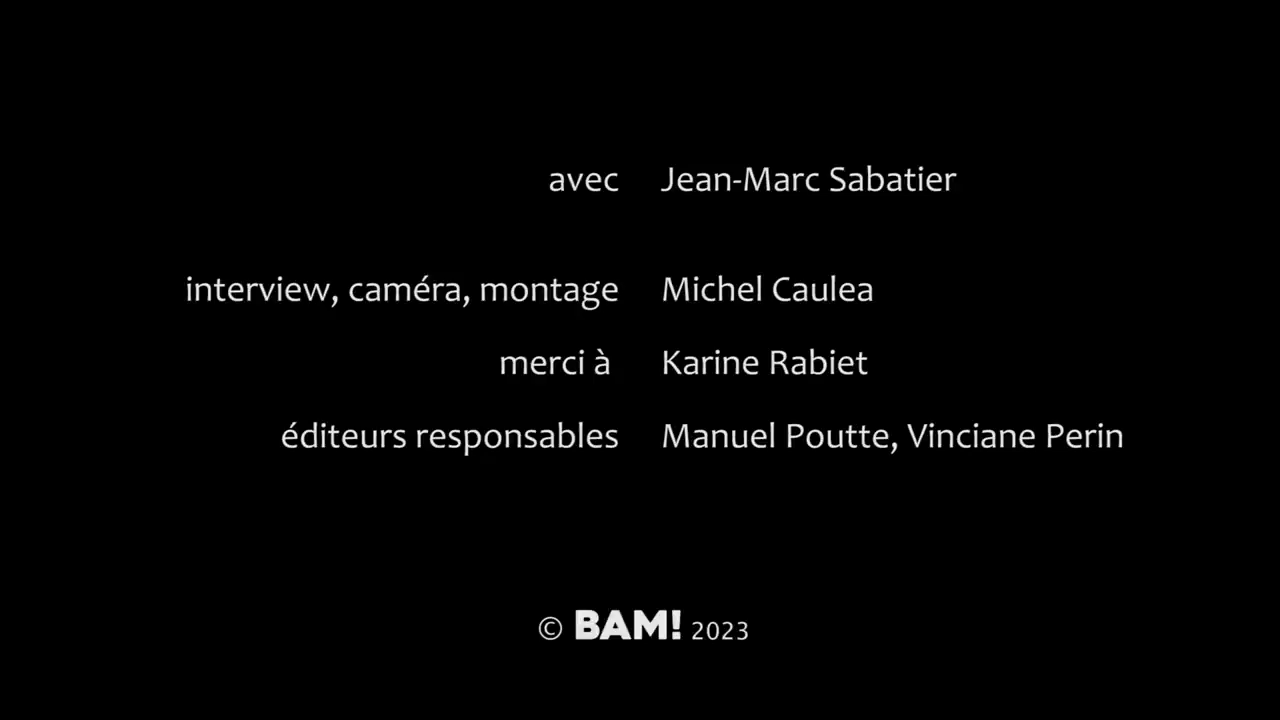 avec Jean-Marc Sabatier
interview, caméra, montage Michel Caulea
merci à Karine Rabiet
éditeurs responsables Manuel Poutte, Vinciane Perin
© BAM! 2023